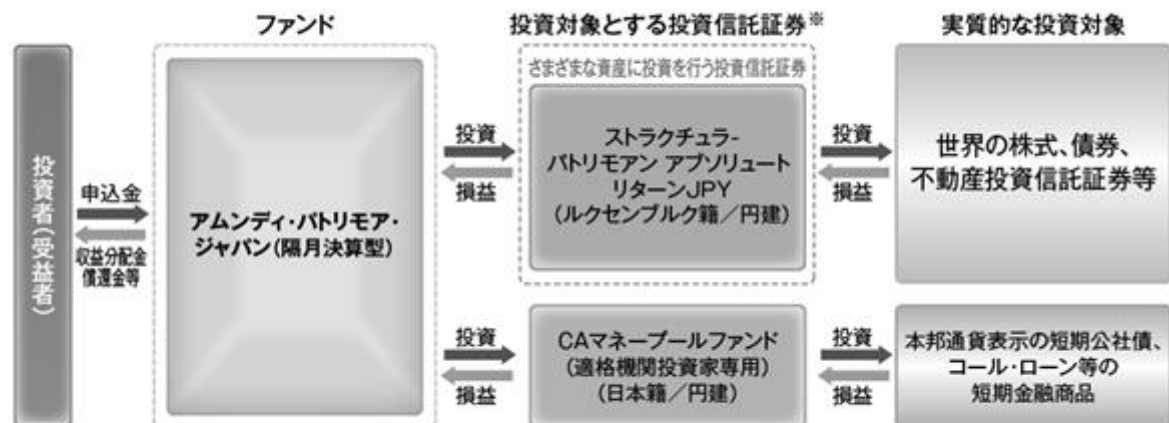 ファンド
投資対象とする投資信託証券※
実質的な投資対象
投資者(受益者)
申込金
収益分配金
償還金等
アムンディ・パトリモア・
ジャパン(隔月決算型)
投資
損益
さまざまな資産に投資を行う投資信託証券
ストラクチュラ-
パトリモアン アブソリュート
リターンJPY
(ルクセンブルク籍/円建)
投資
損益
世界の株式、債券、
不動産投資信託証券等
投資
損益
CAマネープールファンド
(適格機関投資家専用)
(日本籍/円建)
投資
損益
本邦通貨表示の短期公社債、
コール・ローン等の
短期金融商品